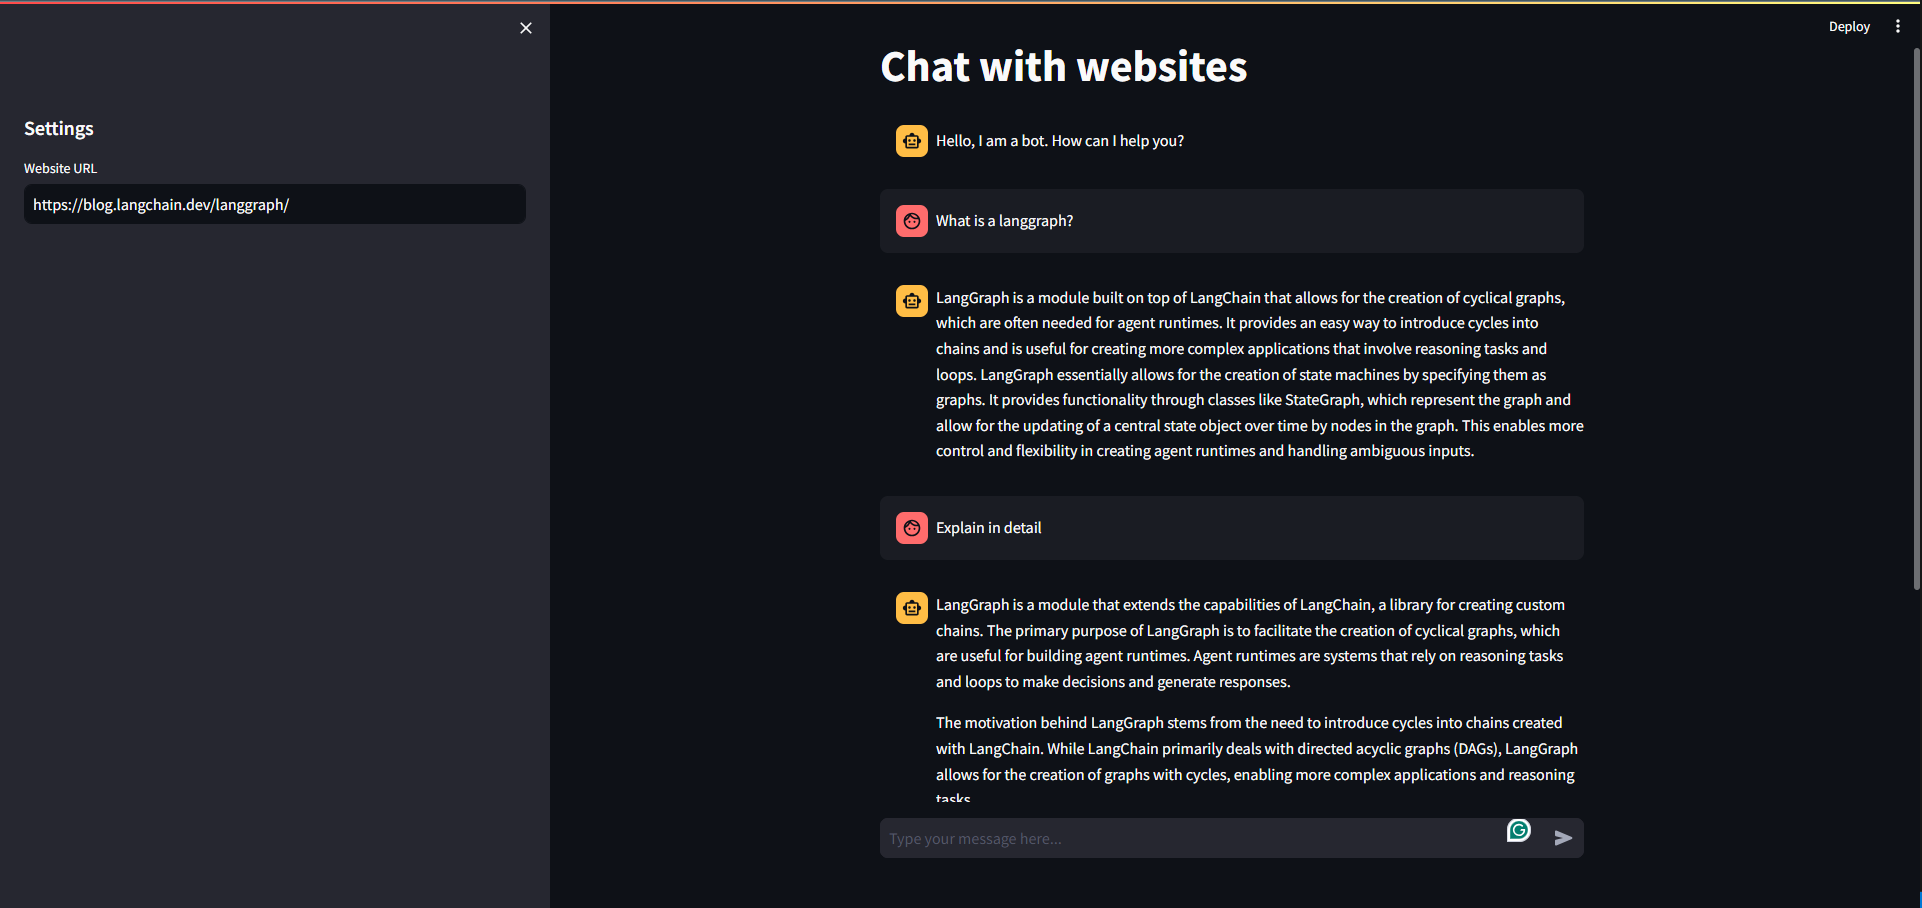 Deploy
Settings
Website URL
https://blog.langchain.dev/langgraph/
Chat with websites
Hello, I am a bot. How can I help you?
What is a langgraph?
LangGraph is a module built on top of LangChain that allows for the creation of cyclical graphs,
which are often needed for agent runtimes. It provides an easy way to introduce cycles into
chains and is useful for creating more complex applications that involve reasoning tasks and
loops. LangGraph essentially allows for the creation of state machines by specifying them as
graphs. It provides functionality through classes like StateGraph, which represent the graph and
allow for the updating of a central state object over time by nodes in the graph. This enables more
control and flexibility in creating agent runtimes and handling ambiguous inputs.
Explain in detail
LangGraph is a module that extends the capabilities of LangChain, a library for creating custom
chains. The primary purpose of LangGraph is to facilitate the creation of cyclical graphs, which
are useful for building agent runtimes. Agent runtimes are systems that rely on reasoning tasks
and loops to make decisions and generate responses.
The motivation behind LangGraph stems from the need to introduce cycles into chains created
with LangChain. While LangChain primarily deals with directed acyclic graphs (DAGs), LangGraph
allows for the creation of graphs with cycles, enabling more complex applications and reasoning
tasks.
Type your message here...